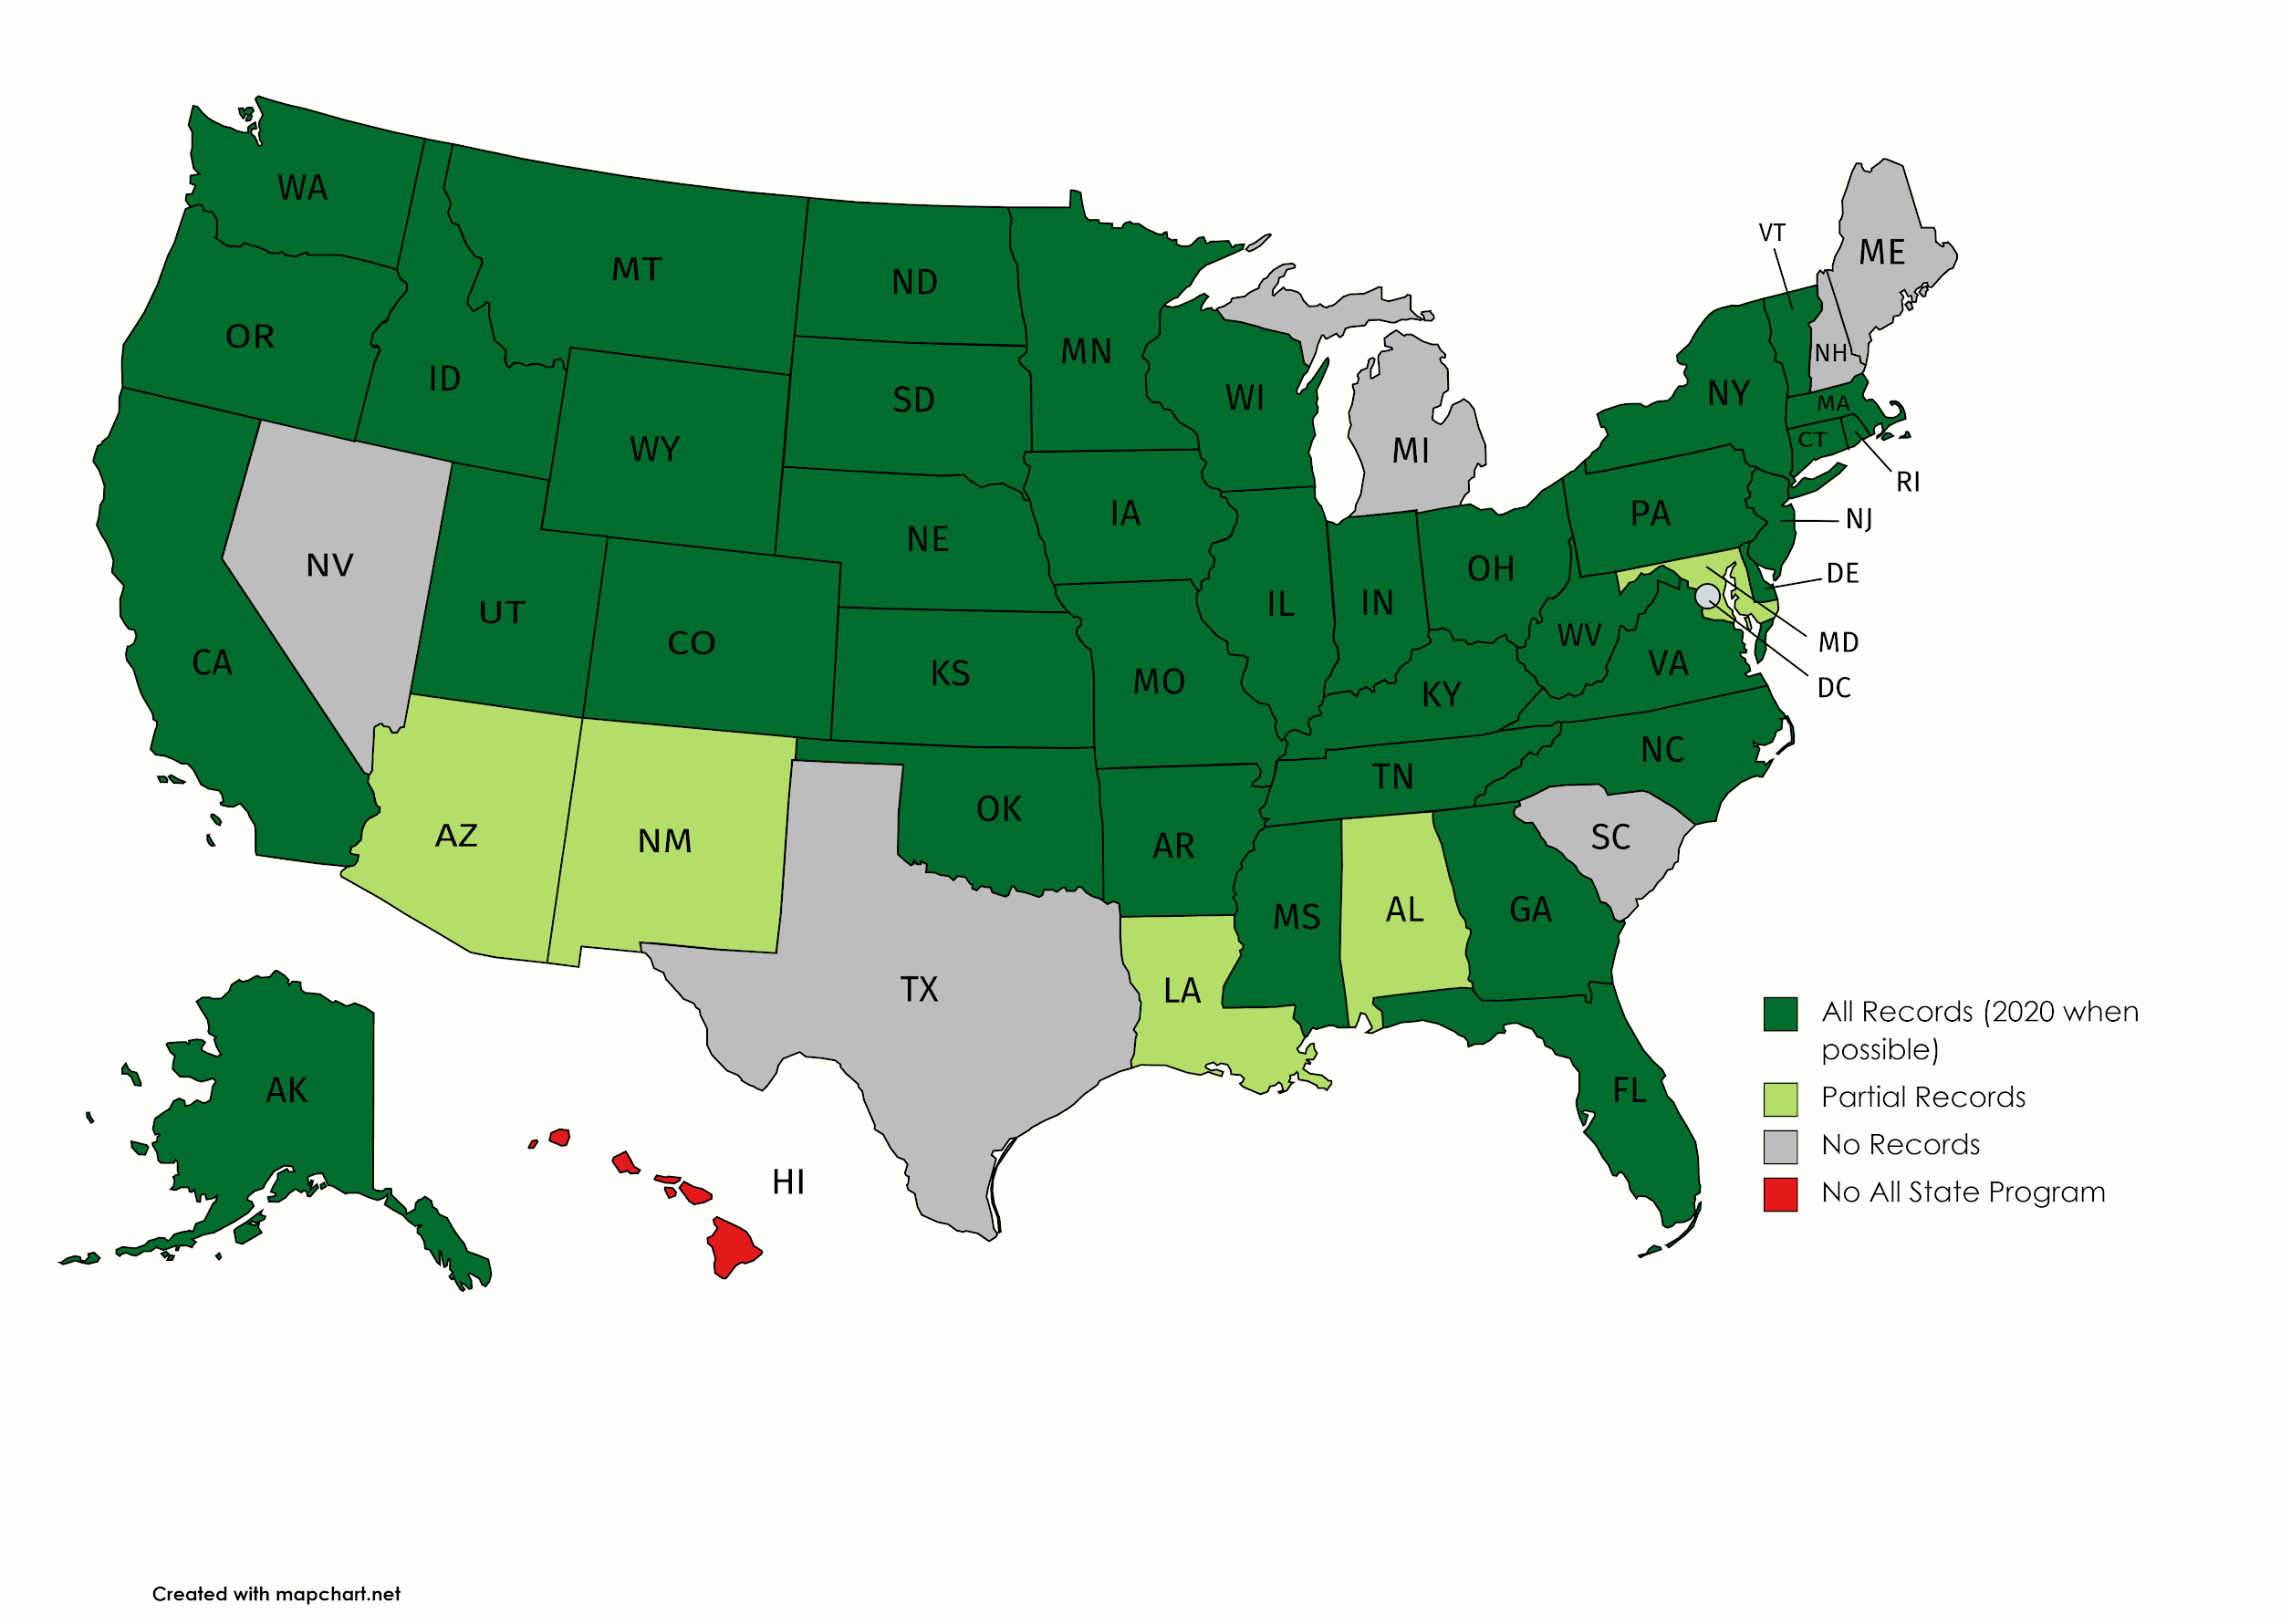 WA
MT
ND
MN
VT
ME
OR
ID
SD
WI
NH
NY
MA
WY
MI
CT
RI
NV
NE
IA
PA
NJ
OH
DE
UT
CO
IL
IN
WV
MD
CA
KS
MO
KY
VA
DC
NC
TN
AZ
NM
OK
AR
SC
MS
AL
GA
TX
LA
AK
FL
HI
All Records (2020 when
possible)
Partial Records
No Records
No All State Program
Created with mapchart.net